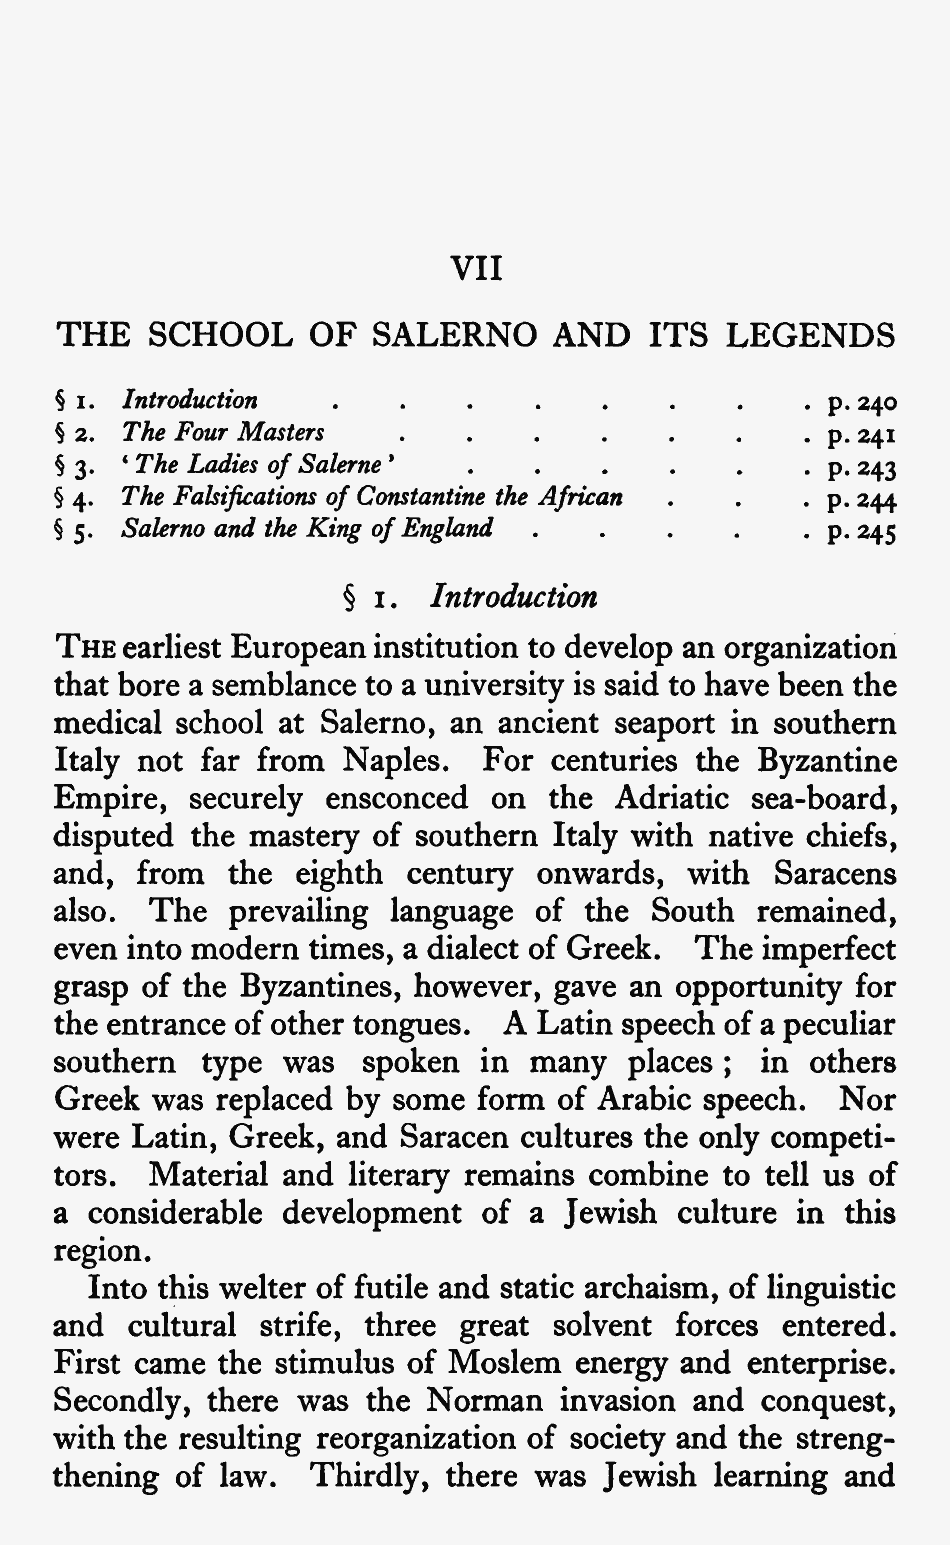 VII
THE SCHOOL OF SALERNO AND ITS LEGENDS
§ 1. Introduction . . . . . . . . p. 240
§ 2. The Four Masters . . . . . . . p. 241
§ 3. ‘ The Ladies of Salerne ’ . . . . . . p. 243
§ 4. The Falsifications of Constantine the African . . . p. 244
§ 5. Salerno and the King of England . . . . . p. 245
§ 1. Introduction
THE earliest European institution to develop an organization
that bore a semblance to a university is said to have been the
medical school at Salerno, an ancient seaport in southern
Italy not far from Naples. For centuries the Byzantine
Empire, securely ensconced on the Adriatic sea-board,
disputed the mastery of southern Italy with native chiefs,
and, from the eighth century onwards, with Saracens
also. The prevailing language of the South remained,
even into modern times, a dialect of Greek. The imperfect
grasp of the Byzantines, however, gave an opportunity for
the entrance of other tongues. A Latin speech of a peculiar
southern type was spoken in many places ; in others
Greek was replaced by some form of Arabic speech. Nor
were Latin, Greek, and Saracen cultures the only competi-
tors. Material and literary remains combine to tell us of
a considerable development of a Jewish culture in this
region.
Into this welter of futile and static archaism, of linguistic
and cultural strife, three great solvent forces entered.
First came the stimulus of Moslem energy and enterprise.
Secondly, there was the Norman invasion and conquest,
with the resulting reorganization of society and the streng-
thening of law. Thirdly, there was Jewish learning and